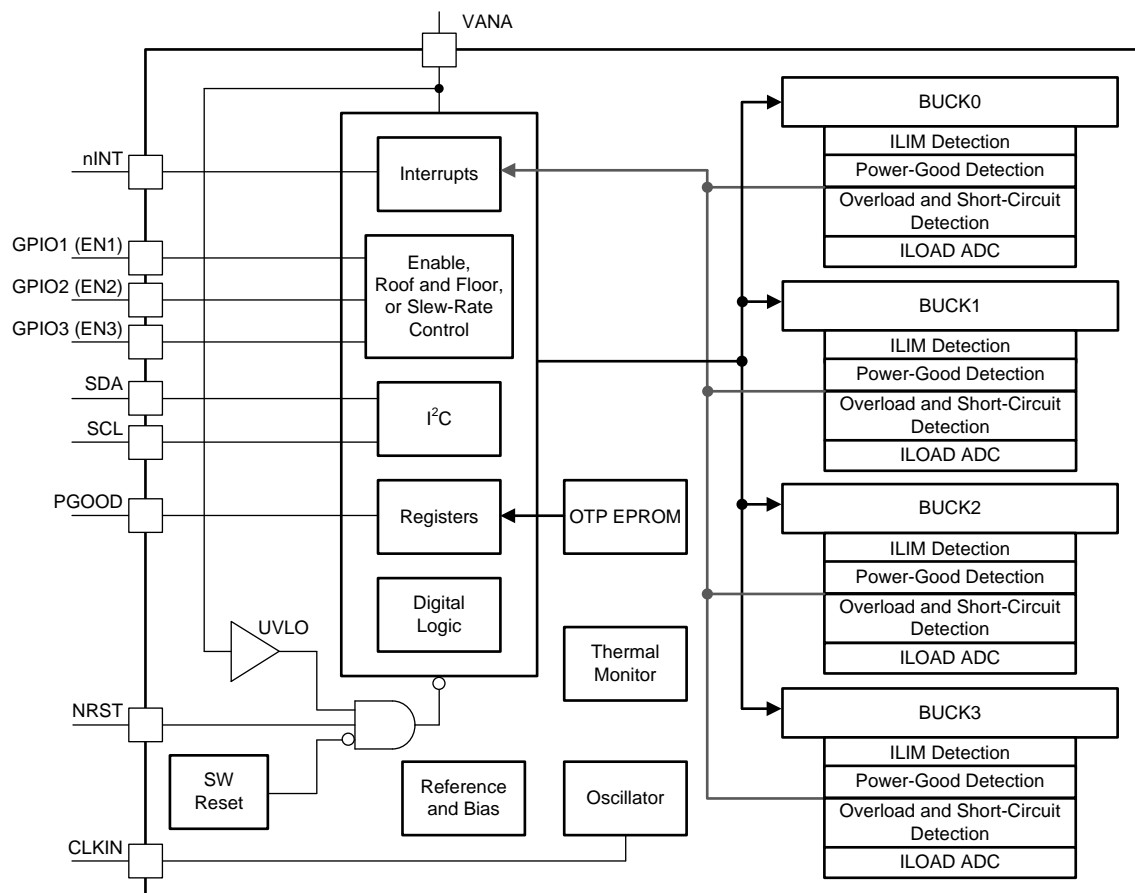 VANA
nINT
GPIO1 (EN1)
GPIO2 (EN2)
GPIO3 (EN3)
SDA
SCL
PGOOD
NRST
CLKIN
Interrupts
Enable,
Roof and Floor,
or Slew-Rate
Control
I²C
Registers
Digital
Logic
UVLO
SW
Reset
OTP EPROM
Thermal
Monitor
Reference
and Bias
Oscillator
BUCK0
ILIM Detection
Power-Good Detection
Overload and Short-Circuit
Detection
ILOAD ADC
BUCK1
ILIM Detection
Power-Good Detection
Overload and Short-Circuit
Detection
ILOAD ADC
BUCK2
ILIM Detection
Power-Good Detection
Overload and Short-Circuit
Detection
ILOAD ADC
BUCK3
ILIM Detection
Power-Good Detection
Overload and Short-Circuit
Detection
ILOAD ADC